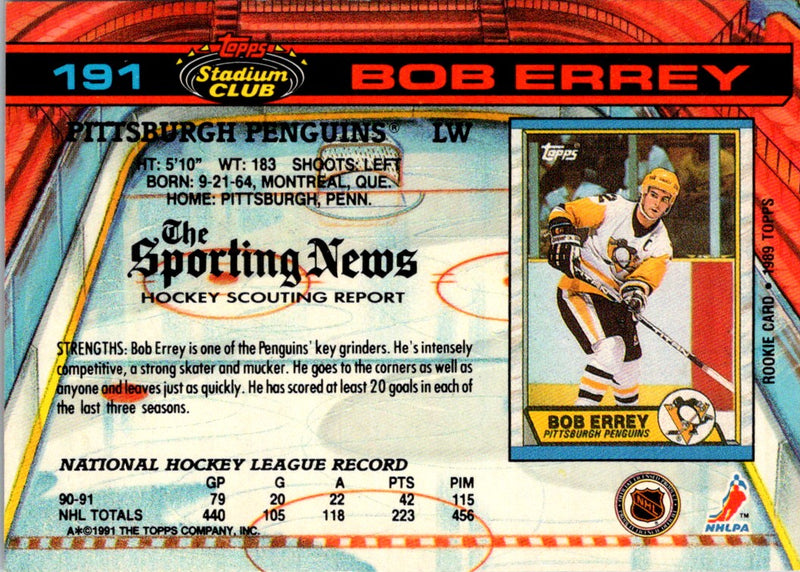 191
Topps
Stadium
CLUB
BOB ERREY
PITTSBURGH PENGUINS® LW
HT: 5'10" WT: 183 SHOOTS: LEFT
BORN: 9-21-64, MONTREAL, QUE.
HOME: PITTSBURGH, PENN.
The
Sporting News
HOCKEY SCOUTING REPORT
STRENGTHS: Bob Errey is one of the Penguins' key grinders. He's intensely
competitive, a strong skater and mucker. He goes to the corners as well as
anyone and leaves just as quickly. He has scored at least 20 goals in each of
the last three seasons.
NATIONAL HOCKEY LEAGUE RECORD
GP G A PTS PIM
90-91 79 20 22 42 115
NHL TOTALS 440 105 118 223 456
A*©1991 THE TOPPS COMPANY, INC.
Topps
C
BOB ERREY
PITTSBURGH PENGUINS
ROOKIE CARD • 1989 TOPPS
NHL
NHLPA
TM